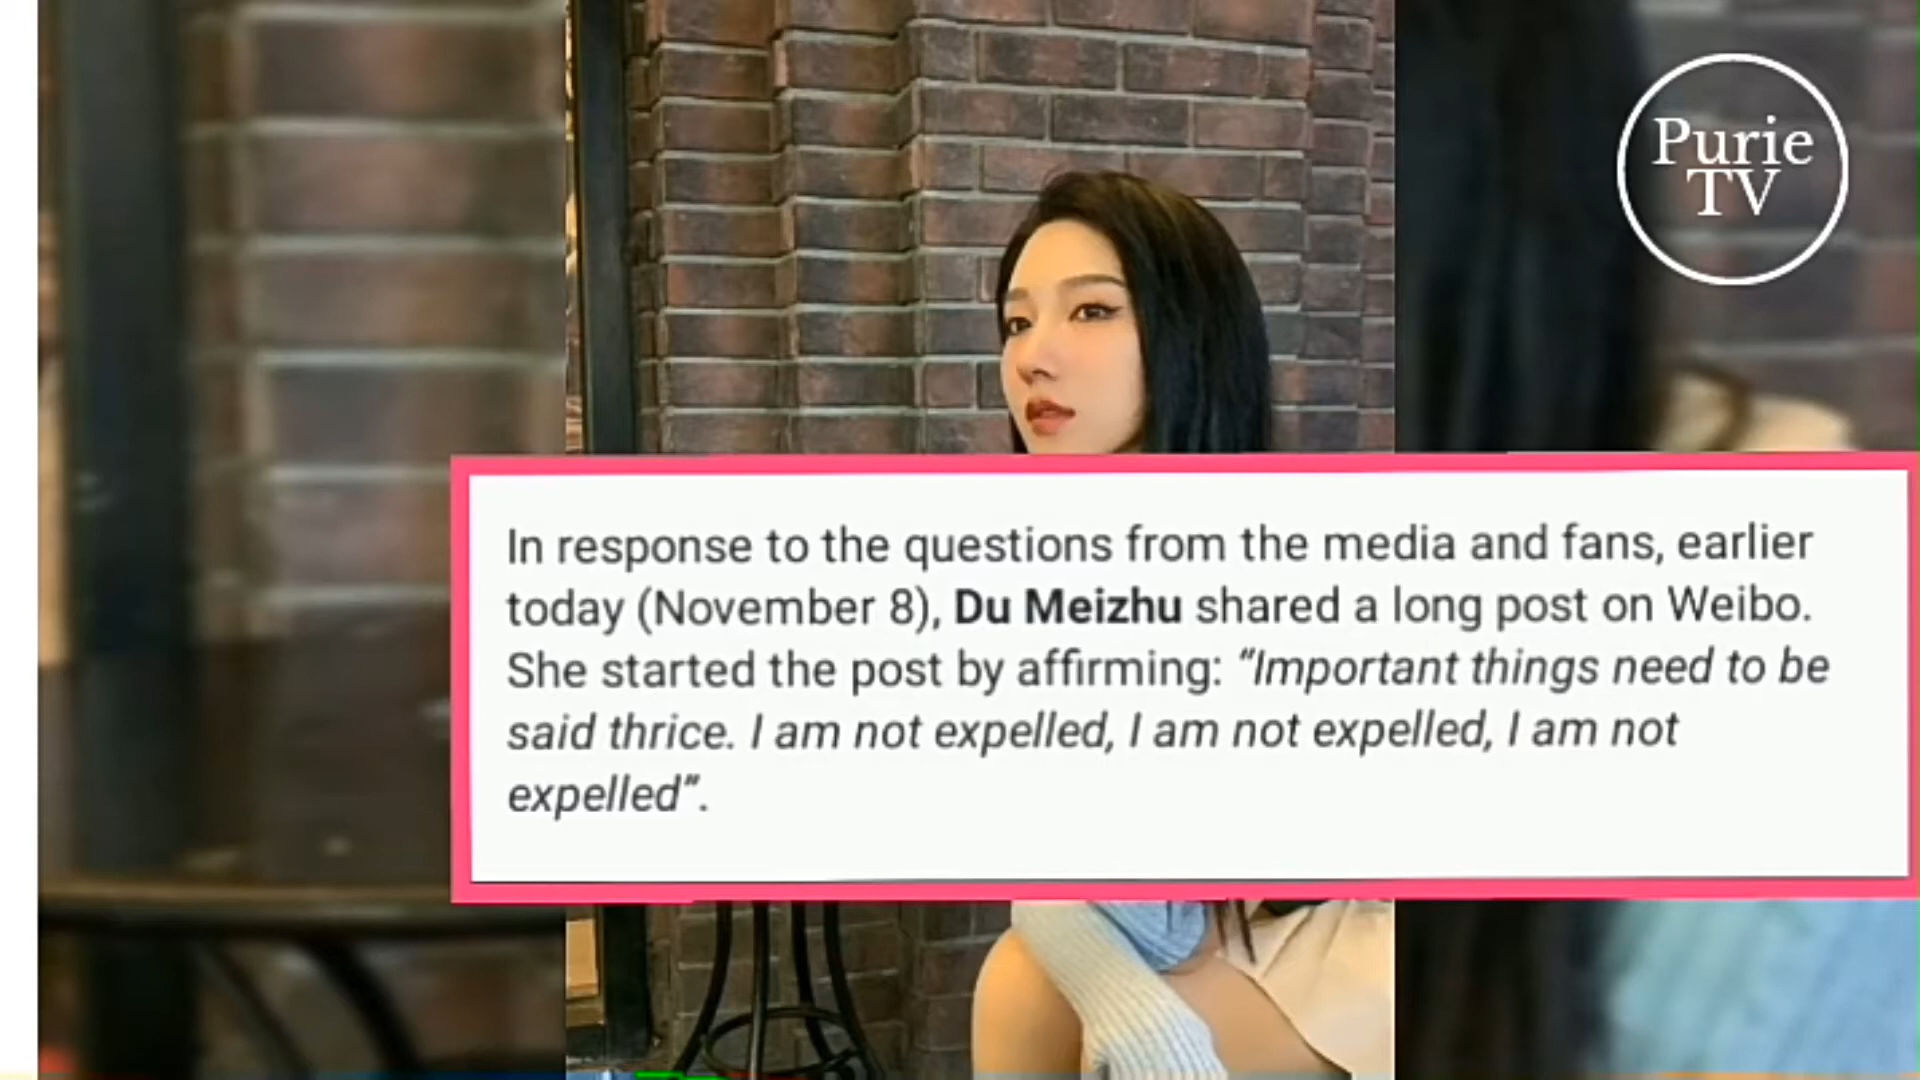 Purie
TV
In response to the questions from the media and fans, earlier
today (November 8), Du Meizhu shared a long post on Weibo.
She started the post by affirming: “Important things need to be
said thrice. I am not expelled, I am not expelled, I am not
expelled”.